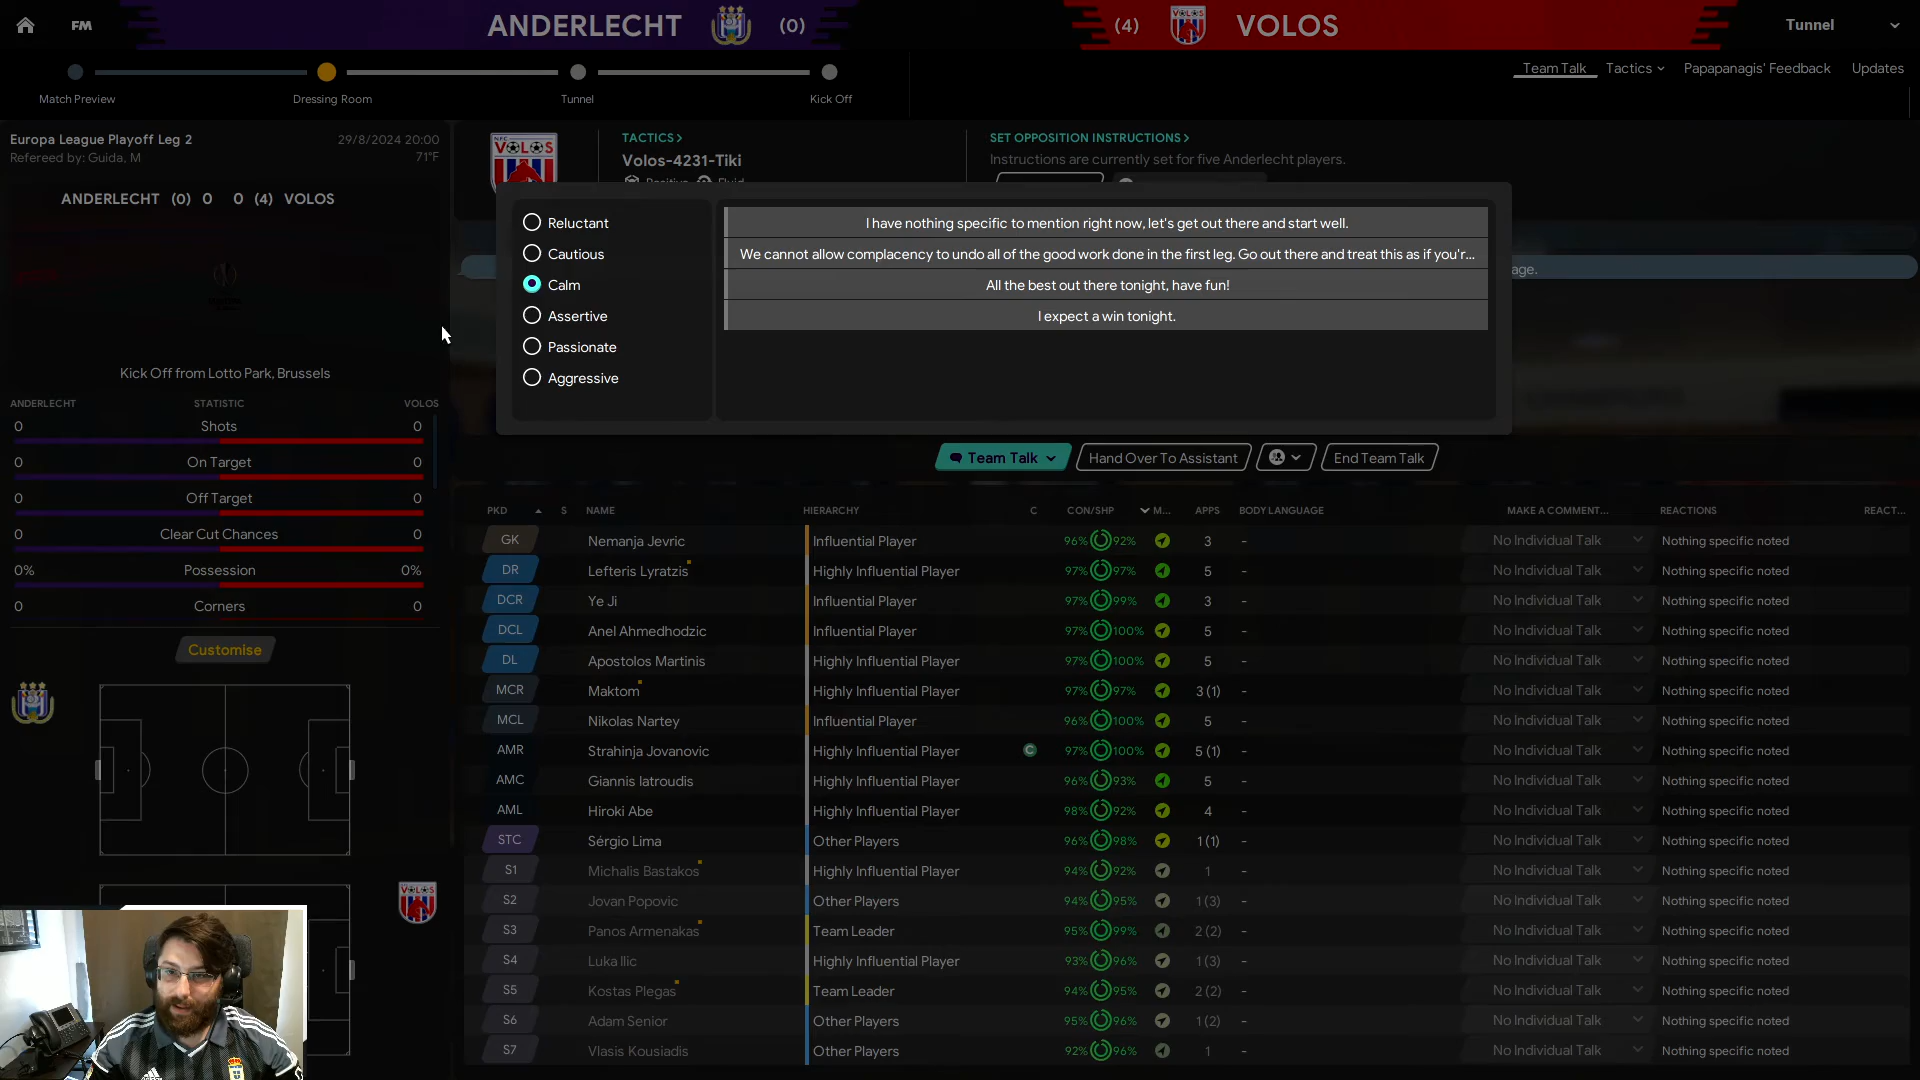 FM
ANDERLECHT (0)
(4) VOLOS
Tunnel
Match Preview
Dressing Room
Tunnel
Kick Off
Team Talk
Tactics
Papapanagis' Feedback
Updates
Europa League Playoff Leg 2
29/8/2024 20:00
Refereed by: Guida, M
71°F
ANDERLECHT (0) 0 0 (4) VOLOS
Kick Off from Lotto Park, Brussels
ANDERLECHT STATISTIC VOLOS
0 Shots 0
0 On Target 0
0 Off Target 0
0 Clear Cut Chances 0
0% Possession 0%
0 Corners 0
Customise
VOLOS
TACTICS >
Volos-4231-Tiki
Positive Fluid
SET OPPOSITION INSTRUCTIONS >
Instructions are currently set for five Anderlecht players.
age.
Reluctant
Cautious
Calm
Assertive
Passionate
Aggressive
I have nothing specific to mention right now, let's get out there and start well.
We cannot allow complacency to undo all of the good work done in the first leg. Go out there and treat this as if you'r...
All the best out there tonight, have fun!
I expect a win tonight.
Team Talk
Hand Over To Assistant
End Team Talk
PKD S NAME HIERARCHY C CON/SHP M... APPS BODY LANGUAGE MAKE A COMMENT... REACTIONS REACT...
GK Nemanja Jevric Influential Player 96% 92% 3 - No Individual Talk Nothing specific noted
DR Lefteris Lyratzis Highly Influential Player 97% 97% 5 - No Individual Talk Nothing specific noted
DCR Ye Ji Influential Player 97% 99% 3 - No Individual Talk Nothing specific noted
DCL Anel Ahmedhodzic Influential Player 97% 100% 5 - No Individual Talk Nothing specific noted
DL Apostolos Martinis Highly Influential Player 97% 100% 5 - No Individual Talk Nothing specific noted
MCR Maktom Highly Influential Player 97% 97% 3 (1) - No Individual Talk Nothing specific noted
MCL Nikolas Nartey Influential Player 96% 100% 5 - No Individual Talk Nothing specific noted
AMR Strahinja Jovanovic Highly Influential Player C 97% 100% 5 (1) - No Individual Talk Nothing specific noted
AMC Giannis Iatroudis Highly Influential Player 96% 93% 5 - No Individual Talk Nothing specific noted
AML Hiroki Abe Highly Influential Player 98% 92% 4 - No Individual Talk Nothing specific noted
STC Sérgio Lima Other Players 96% 98% 1 (1) - No Individual Talk Nothing specific noted
S1 Michalis Bastakos Highly Influential Player 94% 92% 1 - No Individual Talk Nothing specific noted
S2 Jovan Popovic Other Players 94% 95% 1 (3) - No Individual Talk Nothing specific noted
S3 Panos Armenakas Team Leader 95% 99% 2 (2) - No Individual Talk Nothing specific noted
S4 Luka Ilic Highly Influential Player 93% 96% 1 (3) - No Individual Talk Nothing specific noted
S5 Kostas Plegas Team Leader 94% 95% 2 (2) - No Individual Talk Nothing specific noted
S6 Adam Senior Other Players 95% 96% 1 (2) - No Individual Talk Nothing specific noted
S7 Vlasis Kousiadis Other Players 92% 96% 1 - No Individual Talk Nothing specific noted